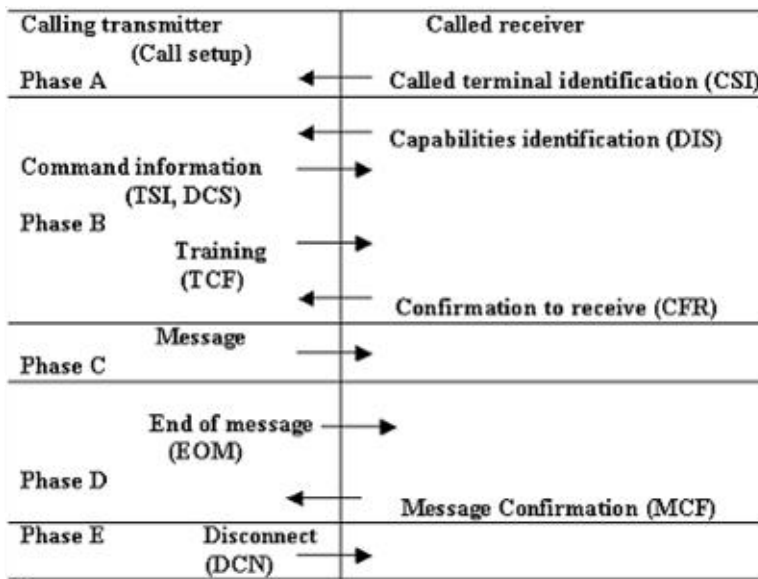 Calling transmitter
Called receiver
(Call setup)
Phase A
Called terminal identification (CSI)
Capabilities identification (DIS)
Command information
(TSI, DCS)
Phase B
Training
(TCF)
Confirmation to receive (CFR)
Message
Phase C
End of message
(EOM)
Phase D
Message Confirmation (MCF)
Phase E
Disconnect
(DCN)